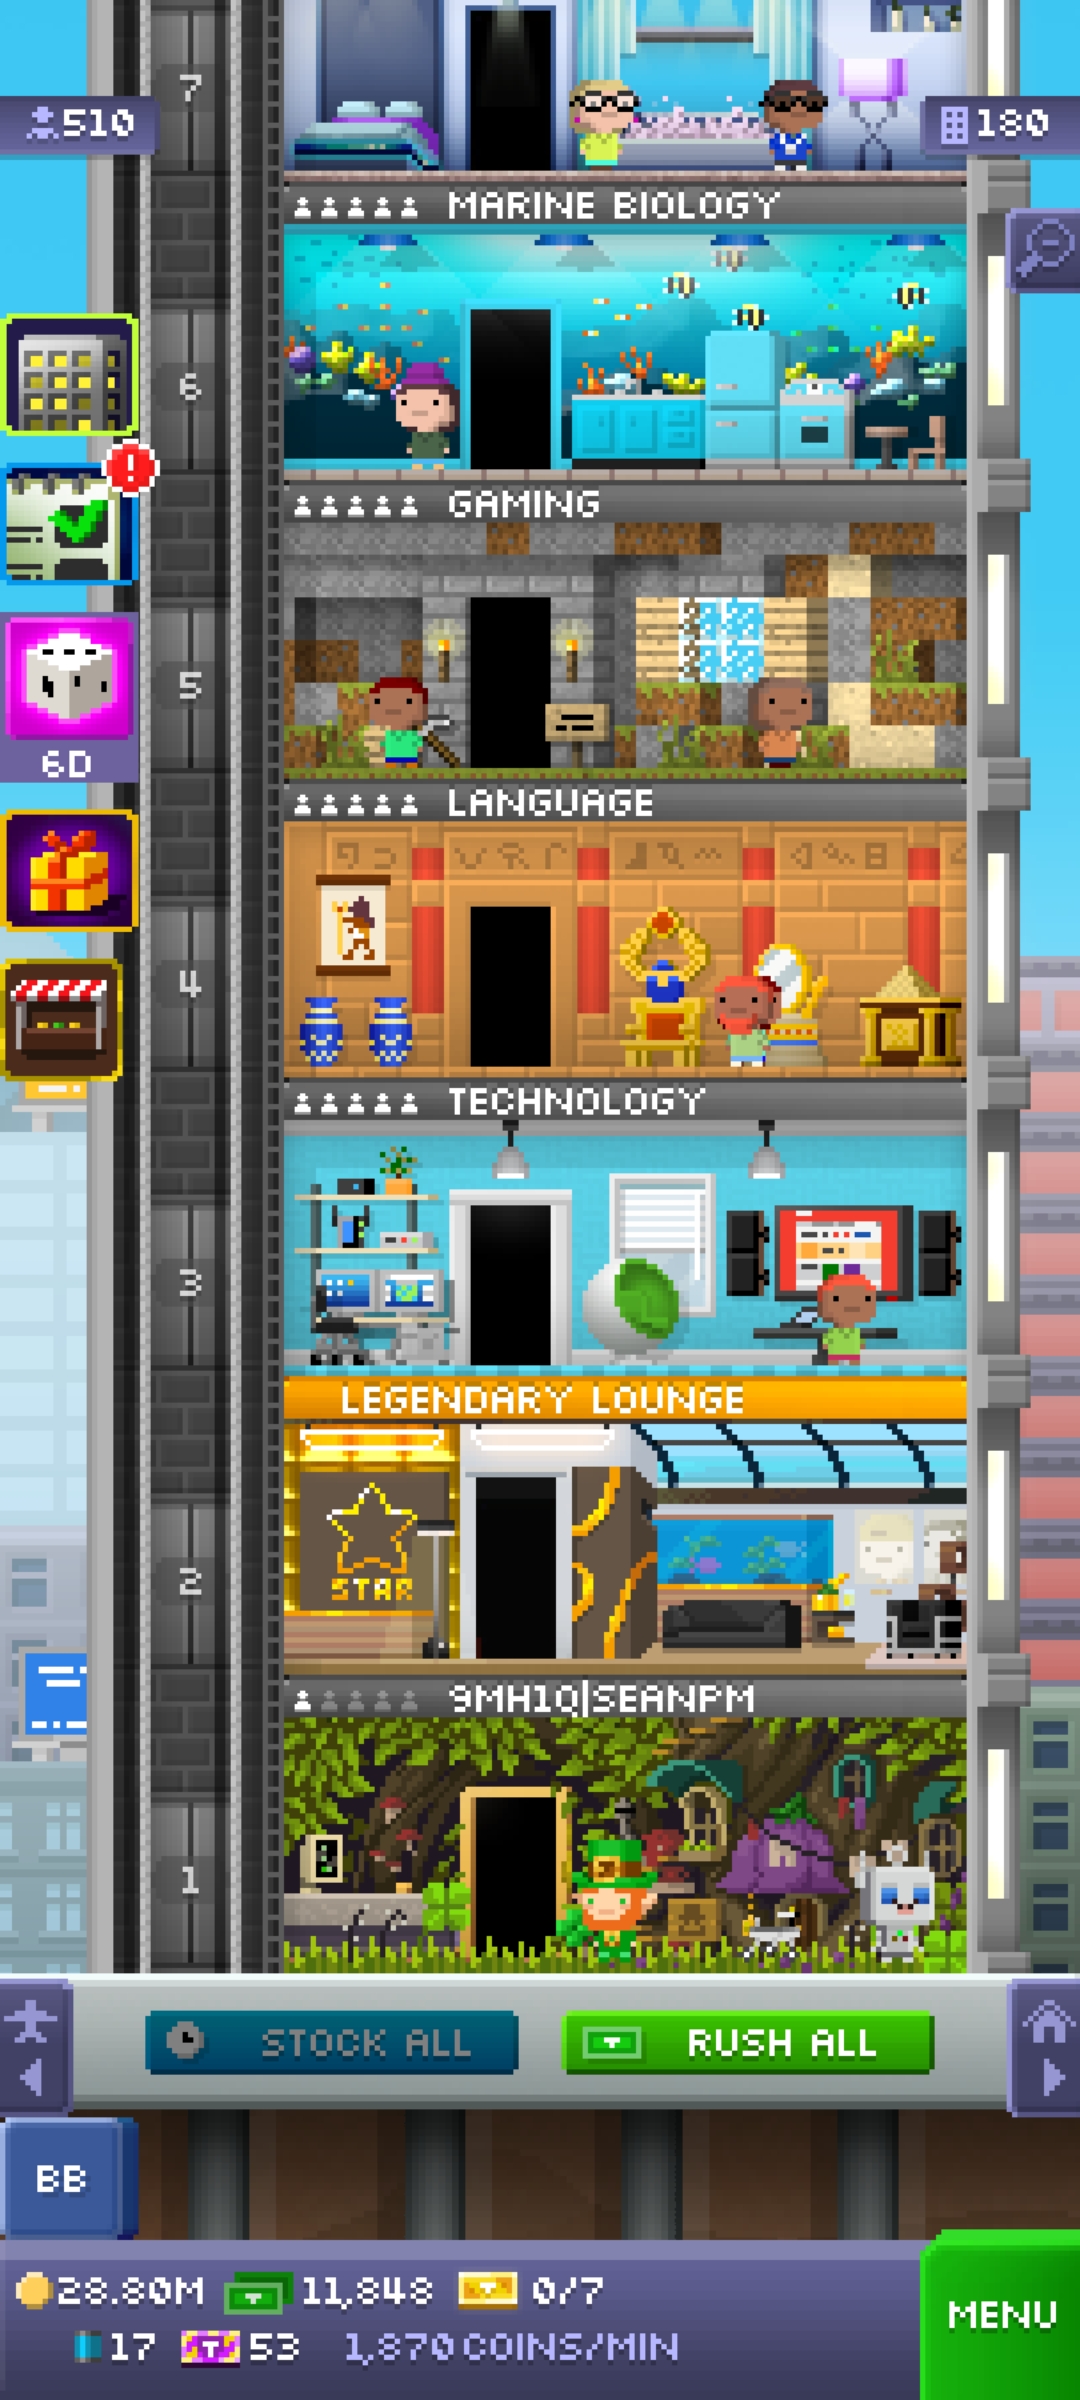 7
510
180
MARINE BIOLOGY
6
GAMING
5
6D
LANGUAGE
4
TECHNOLOGY
3
LEGENDARY LOUNGE
STAR
2
9MH1Q|SEANPM
1
STOCK ALL
RUSH ALL
BB
28.80M 11,848 0/7
MENU
17 53 1,870 COINS/MIN